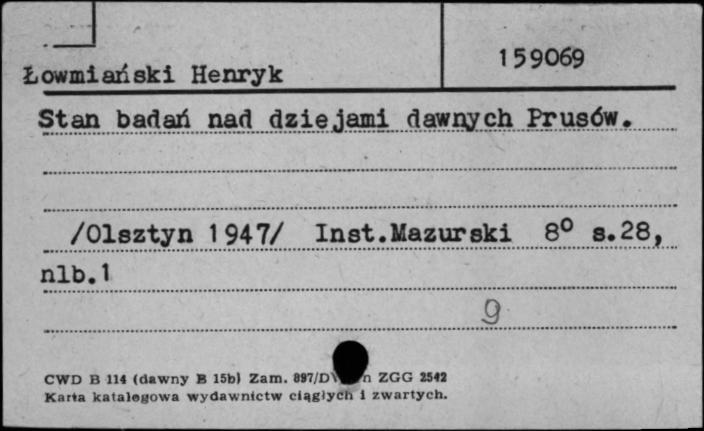 159069
Łowmiański Henryk
Stan badań nad dziejami dawnych Prusów.
/Olsztyn 1947/ Inst.Mazurski 8° s.28,
nlb.1
9
CWD B 114 (dawny B 15b) Zam. 897/D n ZGG 2542
Karta katalogowa wydawnictw ciągłych i zwartych.